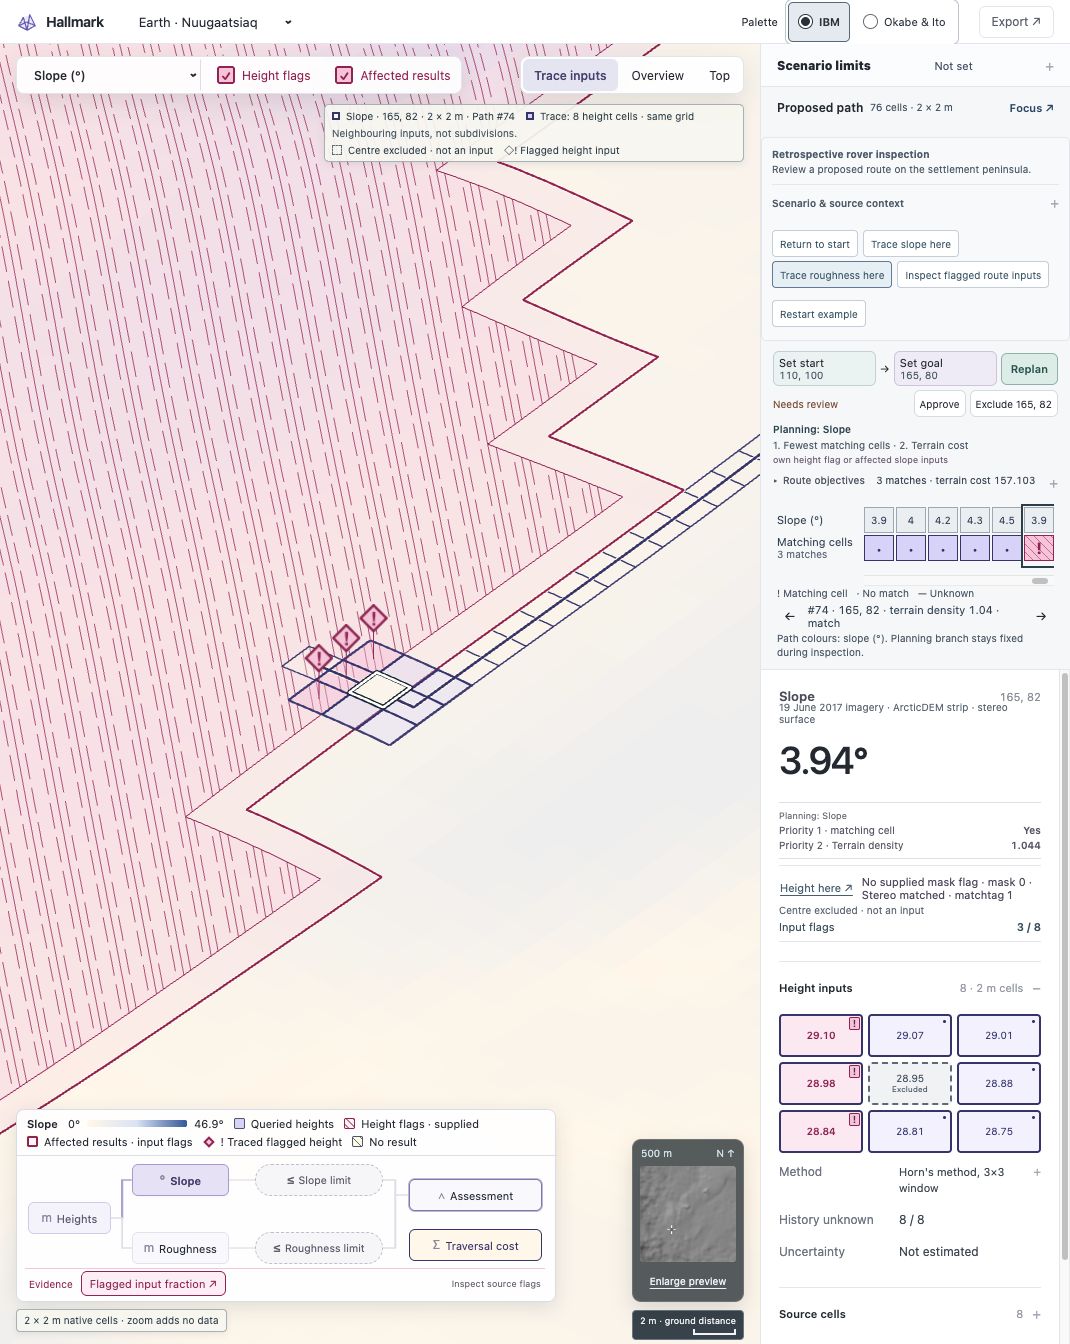 Hallmark
Earth · Nuugaatsiaq
Palette
IBM
Okabe & Ito
Export ↗
Slope (°)
Height flags
Affected results
Trace inputs
Overview
Top
Slope · 165, 82 · 2 × 2 m · Path #74
Trace: 8 height cells · same grid
Neighbouring inputs, not subdivisions.
Centre excluded · not an input
! Flagged height input
Scenario limits
Not set
+
Proposed path
76 cells · 2 × 2 m
Focus ↗
Retrospective rover inspection
Review a proposed route on the settlement peninsula.
Scenario & source context
+
Return to start
Trace slope here
Trace roughness here
Inspect flagged route inputs
Restart example
Set start
110, 100
→
Set goal
165, 80
Replan
Needs review
Approve
Exclude 165, 82
Planning: Slope
1. Fewest matching cells · 2. Terrain cost
own height flag or affected slope inputs
Route objectives
3 matches · terrain cost 157.103
+
Slope (°)
3.9
4
4.2
4.3
4.5
3.9
Matching cells
3 matches
·
·
·
·
·
!
! Matching cell · No match — Unknown
←
#74 · 165, 82 · terrain density 1.04 ·
match
→
Path colours: slope (°). Planning branch stays fixed
during inspection.
Slope
165, 82
19 June 2017 imagery · ArcticDEM strip · stereo
surface
3.94°
Planning: Slope
Priority 1 · matching cell
Yes
Priority 2 · Terrain density
1.044
Height here ↗
No supplied mask flag · mask 0 ·
Stereo matched · matchtag 1
Centre excluded · not an input
Input flags
3 / 8
Height inputs
8 · 2 m cells
−
29.10
!
29.07
29.01
28.98
!
28.95
Excluded
28.88
28.84
!
28.81
28.75
Method
Horn's method, 3×3
window
+
History unknown
8 / 8
Uncertainty
Not estimated
Source cells
8
+
!
!
!
Slope
0°
46.9°
Queried heights
Height flags · supplied
Affected results · input flags
! Traced flagged height
No result
m Heights
° Slope
≤ Slope limit
∧ Assessment
m Roughness
≤ Roughness limit
Σ Traversal cost
Evidence
Flagged input fraction ↗
Inspect source flags
2 × 2 m native cells · zoom adds no data
500 m
N ↑
Enlarge preview
2 m · ground distance